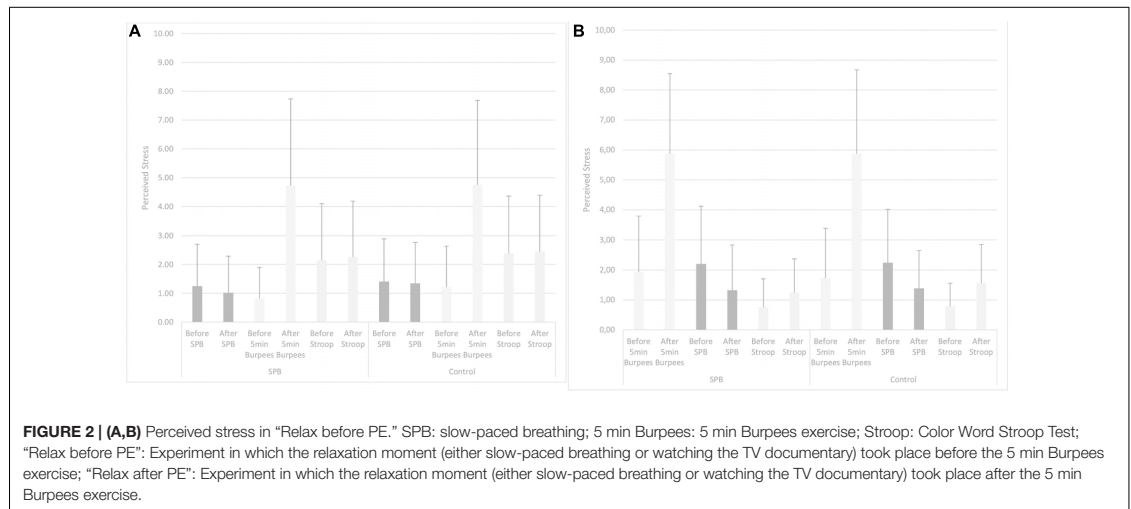 A
10.00
9.00
8.00
7.00
6.00
5.00
4.00
3.00
2.00
1.00
0.00
Perceived Stress
Before SPB
After SPB
Before 5min Burpees
After 5min Burpees
Before Stroop
After Stroop
Before SPB
After SPB
Before 5min Burpees
After 5min Burpees
Before Stroop
After Stroop
SPB
Control
B
10,00
9,00
8,00
7,00
6,00
5,00
4,00
3,00
2,00
1,00
0,00
Perceived Stress
Before 5min Burpees
After 5min Burpees
Before SPB
After SPB
Before Stroop
After Stroop
Before 5min Burpees
After 5min Burpees
Before SPB
After SPB
Before Stroop
After Stroop
SPB
Control
FIGURE 2 | (A,B) Perceived stress in “Relax before PE.” SPB: slow-paced breathing; 5 min Burpees: 5 min Burpees exercise; Stroop: Color Word Stroop Test;
“Relax before PE”: Experiment in which the relaxation moment (either slow-paced breathing or watching the TV documentary) took place before the 5 min Burpees
exercise; “Relax after PE”: Experiment in which the relaxation moment (either slow-paced breathing or watching the TV documentary) took place after the 5 min
Burpees exercise.